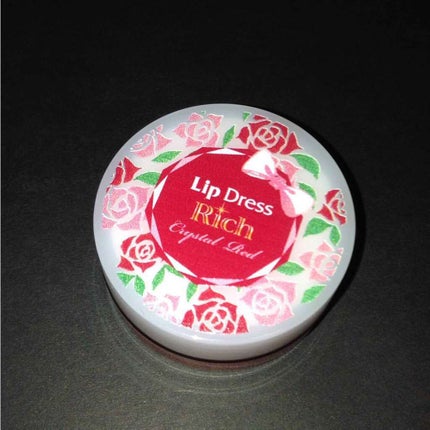 Lip Dress
Rich
Crystal Red